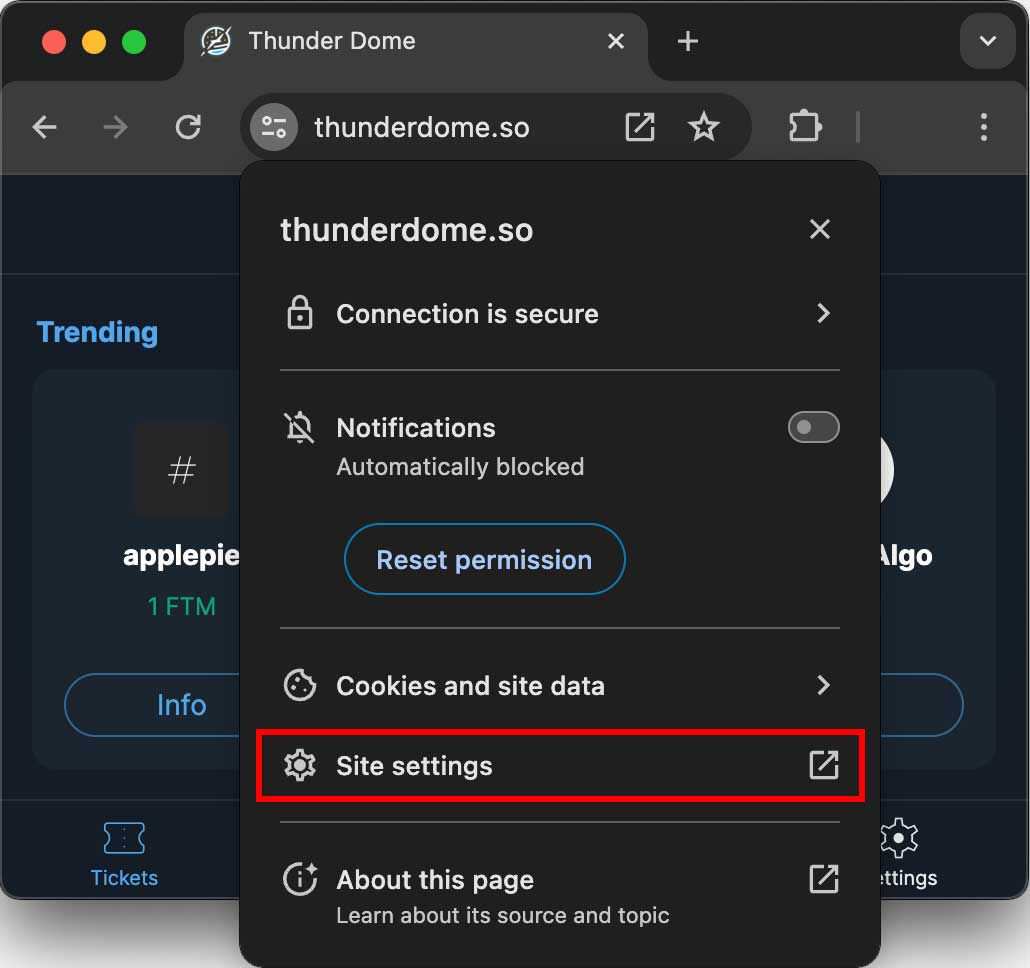 Thunder Dome
thunderdome.so
thunderdome.so
Connection is secure
Trending
Notifications
Automatically blocked
#
applepie
Algo
Reset permission
1 FTM
Cookies and site data
Info
Site settings
About this page
Learn about its source and topic
Tickets
ettings